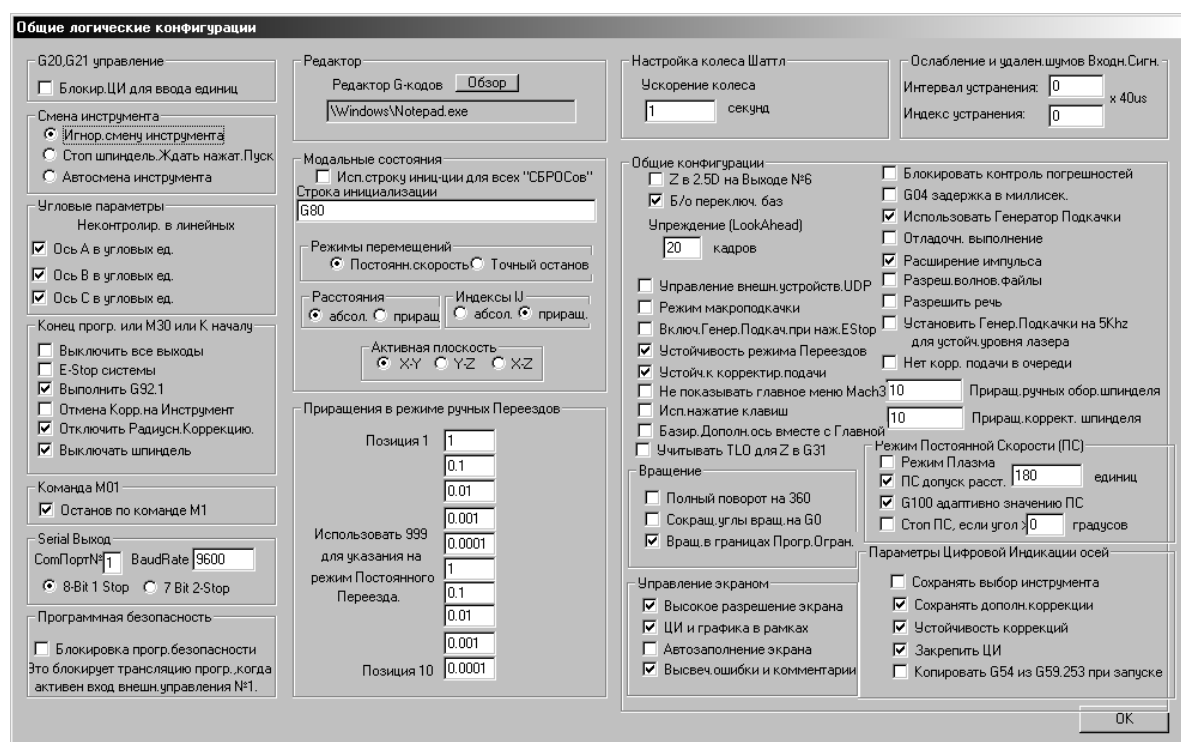 Общие логические конфигурации
G20,G21 управление
Блокир.ЦИ для ввода единиц
Смена инструмента
Игнор.смену инструмента
Стоп шпиндель.Ждать нажат.Пуск
Автосмена инструмента
Угловые параметры
Неконтролир. в линейных
Ось A в угловых ед.
Ось B в угловых ед.
Ось C в угловых ед.
Конец прогр. или М30 или К началу
Выключить все выходы
E-Stop системы
Выполнить G92.1
Отмена Корр.на Инструмент
Отключить Радиусн.Коррекцию.
Выключать шпиндель
Команда М01
Останов по команде М1
Serial Выход
ComПорт№ 1 BaudRate 9600
8-Bit 1 Stop 7 Bit 2-Stop
Программная безопасность
Блокировка прогр.безопасности
Это блокирует трансляцию прогр.,когда
активен вход внешн.управления №1.
Редактор
Редактор G-кодов Обзор
\Windows\Notepad.exe
Модальные состояния
Исп.строку иниц-ции для всех "СБРОСов"
Строка инициализации
G80
Режимы перемещений
Постоянн.скорость Точный останов
Расстояния
абсол. приращ
Индексы IJ
абсол. приращ.
Активная плоскость
X-Y Y-Z X-Z
Приращения в режиме ручных Переездов
Позиция 1 1
0.1
0.01
0.001
Использовать 999
для указания на
режим Постоянного
Переезда.
0.0001
1
0.1
0.01
0.001
Позиция 10 0.0001
Настройка колеса Шаттл
Ускорение колеса
1 секунд
Ослабление и удален.шумов Входн.Сигн.
Интервал устранения: 0
x 40us
Индекс устранения: 0
Общие конфигурации
Z в 2.5D на Выходе №6
Б/о переключ. баз
Упреждение (LookAhead)
20 кадров
Управление внешн.устройств.UDP
Режим макроподкачки
Включ.Генер.Подкач.при наж.EStop
Устойчивость режима Переездов
Устойч.к корректир.подачи
Не показывать главное меню Mach3
Исп.нажатие клавиш
Базир.Дополн.ось вместе с Главной
Учитывать TLO для Z в G31
Блокировать контроль погрешностей
G04 задержка в миллисек.
Использовать Генератор Подкачки
Отладочн. выполнение
Расширение импульса
Разреш.волнов.файлы
Разрешить речь
Установить Генер.Подкачки на 5Khz
для устойч.уровня лазера
Нет корр. подачи в очереди
10 Приращ.ручных обор.шпинделя
10 Приращ.коррект. шпинделя
Вращение
Полный поворот на 360
Сокращ.углы вращ.на G0
Вращ.в границах Прогр.Огран.
Управление экраном
Высокое разрешение экрана
ЦИ и графика в рамках
Автозаполнение экрана
Высвеч.ошибки и комментарии
Режим Постоянной Скорости (ПС)
Режим Плазма
ПС допуск расст. 180 единиц
G100 адаптивно значению ПС
Стоп ПС, если угол > 0 градусов
Параметры Цифровой Индикации осей
Сохранять выбор инструмента
Сохранять дополн.коррекции
Устойчивость коррекций
Закрепить ЦИ
Копировать G54 из G59.253 при запуске
OK